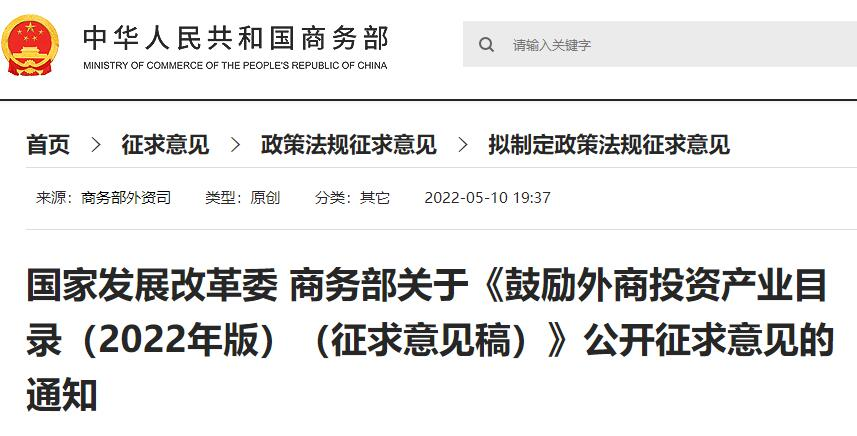 中华人民共和国商务部
MINISTRY OF COMMERCE OF THE PEOPLE'S REPUBLIC OF CHINA
请输入关键字
首页 > 征求意见 > 政策法规征求意见 > 拟制定政策法规征求意见
来源：商务部外资司 类型：原创 分类：其它 2022-05-10 19:37
国家发展改革委 商务部关于《鼓励外商投资产业目
录（2022年版）（征求意见稿）》公开征求意见的
通知